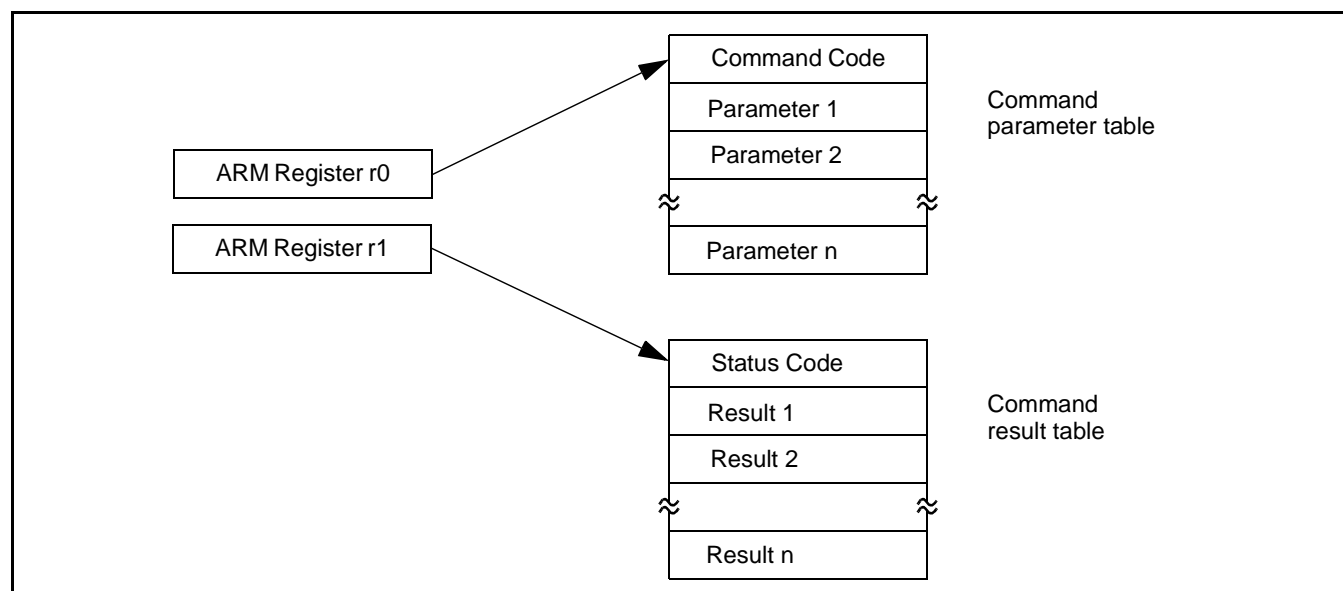 Command Code
Parameter 1
Command
parameter table
Parameter 2
ARM Register r0
ARM Register r1
Parameter n
Status Code
Result 1
Command
result table
Result 2
Result n